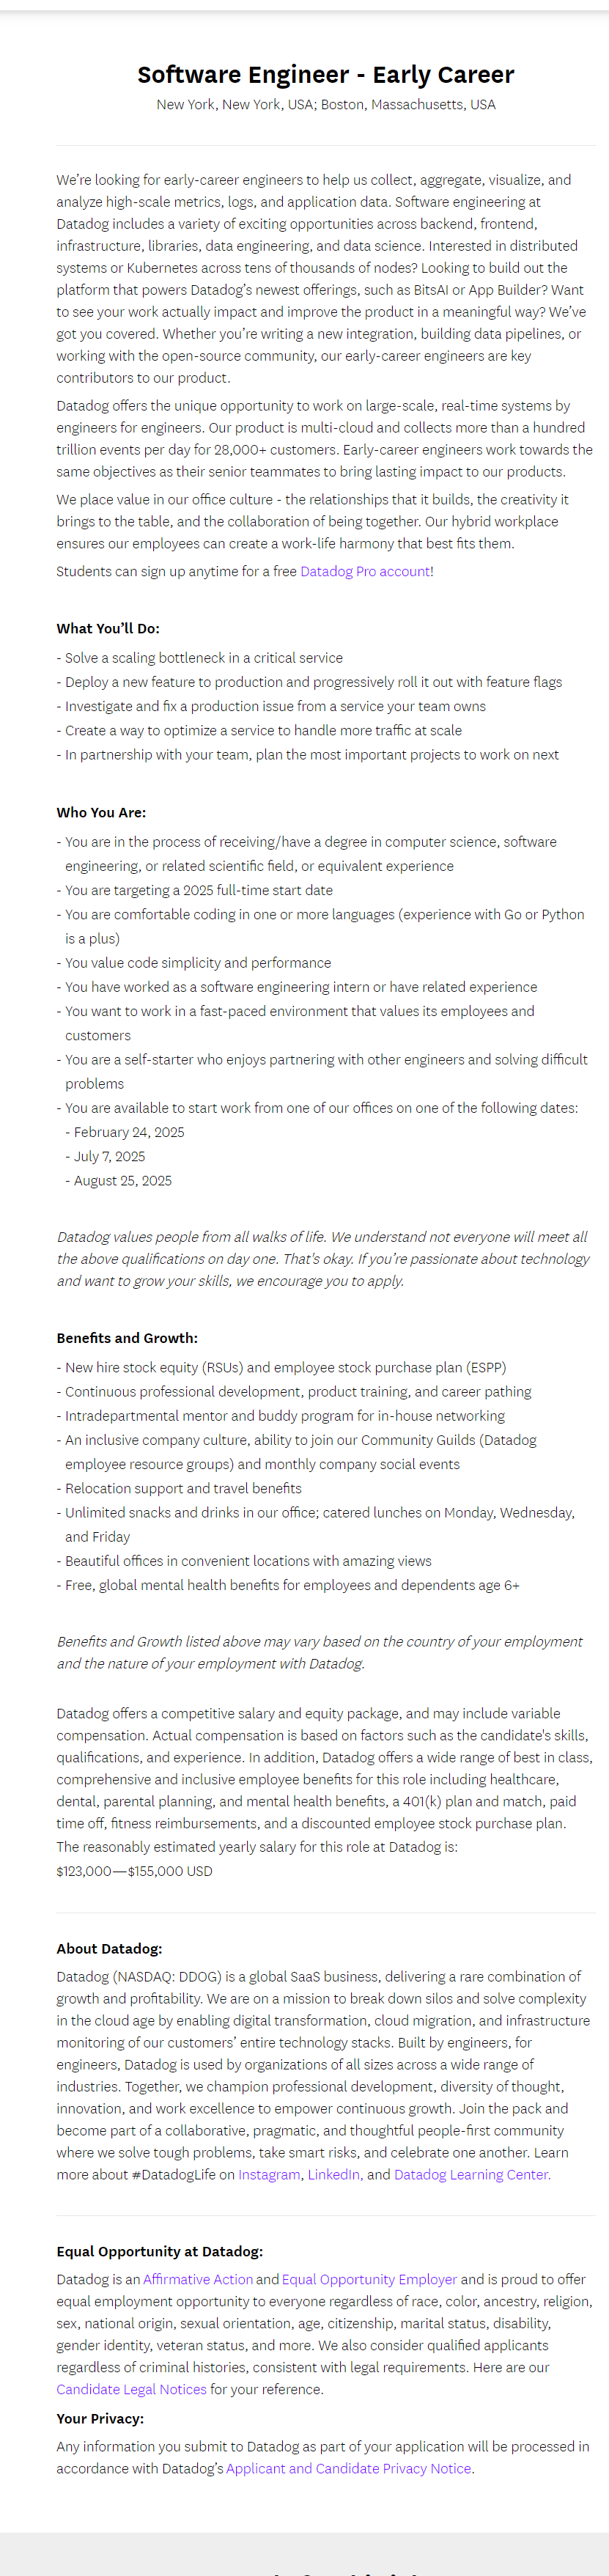 Software Engineer - Early Career
New York, New York, USA; Boston, Massachusetts, USA
We’re looking for early-career engineers to help us collect, aggregate, visualize, and
analyze high-scale metrics, logs, and application data. Software engineering at
Datadog includes a variety of exciting opportunities across backend, frontend,
infrastructure, libraries, data engineering, and data science. Interested in distributed
systems or Kubernetes across tens of thousands of nodes? Looking to build out the
platform that powers Datadog’s newest offerings, such as BitsAI or App Builder? Want
to see your work actually impact and improve the product in a meaningful way? We’ve
got you covered. Whether you’re writing a new integration, building data pipelines, or
working with the open-source community, our early-career engineers are key
contributors to our product.
Datadog offers the unique opportunity to work on large-scale, real-time systems by
engineers for engineers. Our product is multi-cloud and collects more than a hundred
trillion events per day for 28,000+ customers. Early-career engineers work towards the
same objectives as their senior teammates to bring lasting impact to our products.
We place value in our office culture - the relationships that it builds, the creativity it
brings to the table, and the collaboration of being together. Our hybrid workplace
ensures our employees can create a work-life harmony that best fits them.
Students can sign up anytime for a free Datadog Pro account!
What You’ll Do:
- Solve a scaling bottleneck in a critical service
- Deploy a new feature to production and progressively roll it out with feature flags
- Investigate and fix a production issue from a service your team owns
- Create a way to optimize a service to handle more traffic at scale
- In partnership with your team, plan the most important projects to work on next
Who You Are:
- You are in the process of receiving/have a degree in computer science, software
engineering, or related scientific field, or equivalent experience
- You are targeting a 2025 full-time start date
- You are comfortable coding in one or more languages (experience with Go or Python
is a plus)
- You value code simplicity and performance
- You have worked as a software engineering intern or have related experience
- You want to work in a fast-paced environment that values its employees and
customers
- You are a self-starter who enjoys partnering with other engineers and solving difficult
problems
- You are available to start work from one of our offices on one of the following dates:
- February 24, 2025
- July 7, 2025
- August 25, 2025
Datadog values people from all walks of life. We understand not everyone will meet all
the above qualifications on day one. That's okay. If you’re passionate about technology
and want to grow your skills, we encourage you to apply.
Benefits and Growth:
- New hire stock equity (RSUs) and employee stock purchase plan (ESPP)
- Continuous professional development, product training, and career pathing
- Intradepartmental mentor and buddy program for in-house networking
- An inclusive company culture, ability to join our Community Guilds (Datadog
employee resource groups) and monthly company social events
- Relocation support and travel benefits
- Unlimited snacks and drinks in our office; catered lunches on Monday, Wednesday,
and Friday
- Beautiful offices in convenient locations with amazing views
- Free, global mental health benefits for employees and dependents age 6+
Benefits and Growth listed above may vary based on the country of your employment
and the nature of your employment with Datadog.
Datadog offers a competitive salary and equity package, and may include variable
compensation. Actual compensation is based on factors such as the candidate's skills,
qualifications, and experience. In addition, Datadog offers a wide range of best in class,
comprehensive and inclusive employee benefits for this role including healthcare,
dental, parental planning, and mental health benefits, a 401(k) plan and match, paid
time off, fitness reimbursements, and a discounted employee stock purchase plan.
The reasonably estimated yearly salary for this role at Datadog is:
$123,000—$155,000 USD
About Datadog:
Datadog (NASDAQ: DDOG) is a global SaaS business, delivering a rare combination of
growth and profitability. We are on a mission to break down silos and solve complexity
in the cloud age by enabling digital transformation, cloud migration, and infrastructure
monitoring of our customers’ entire technology stacks. Built by engineers, for
engineers, Datadog is used by organizations of all sizes across a wide range of
industries. Together, we champion professional development, diversity of thought,
innovation, and work excellence to empower continuous growth. Join the pack and
become part of a collaborative, pragmatic, and thoughtful people-first community
where we solve tough problems, take smart risks, and celebrate one another. Learn
more about #DatadogLife on Instagram, LinkedIn, and Datadog Learning Center.
Equal Opportunity at Datadog:
Datadog is an Affirmative Action and Equal Opportunity Employer and is proud to offer
equal employment opportunity to everyone regardless of race, color, ancestry, religion,
sex, national origin, sexual orientation, age, citizenship, marital status, disability,
gender identity, veteran status, and more. We also consider qualified applicants
regardless of criminal histories, consistent with legal requirements. Here are our
Candidate Legal Notices for your reference.
Your Privacy:
Any information you submit to Datadog as part of your application will be processed in
accordance with Datadog’s Applicant and Candidate Privacy Notice.